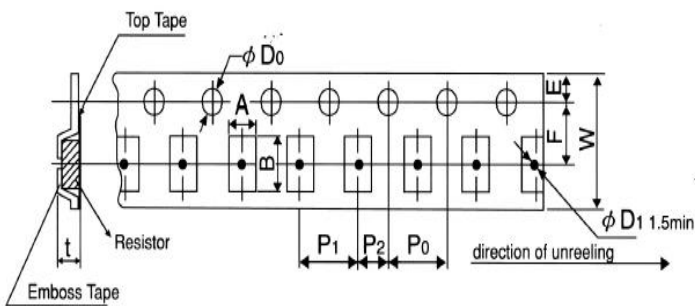 Top Tape
φ D0
A
B
E
F
W
φ D1 1.5min
t
Resistor
P1
P2
P0
direction of unreeling
Emboss Tape